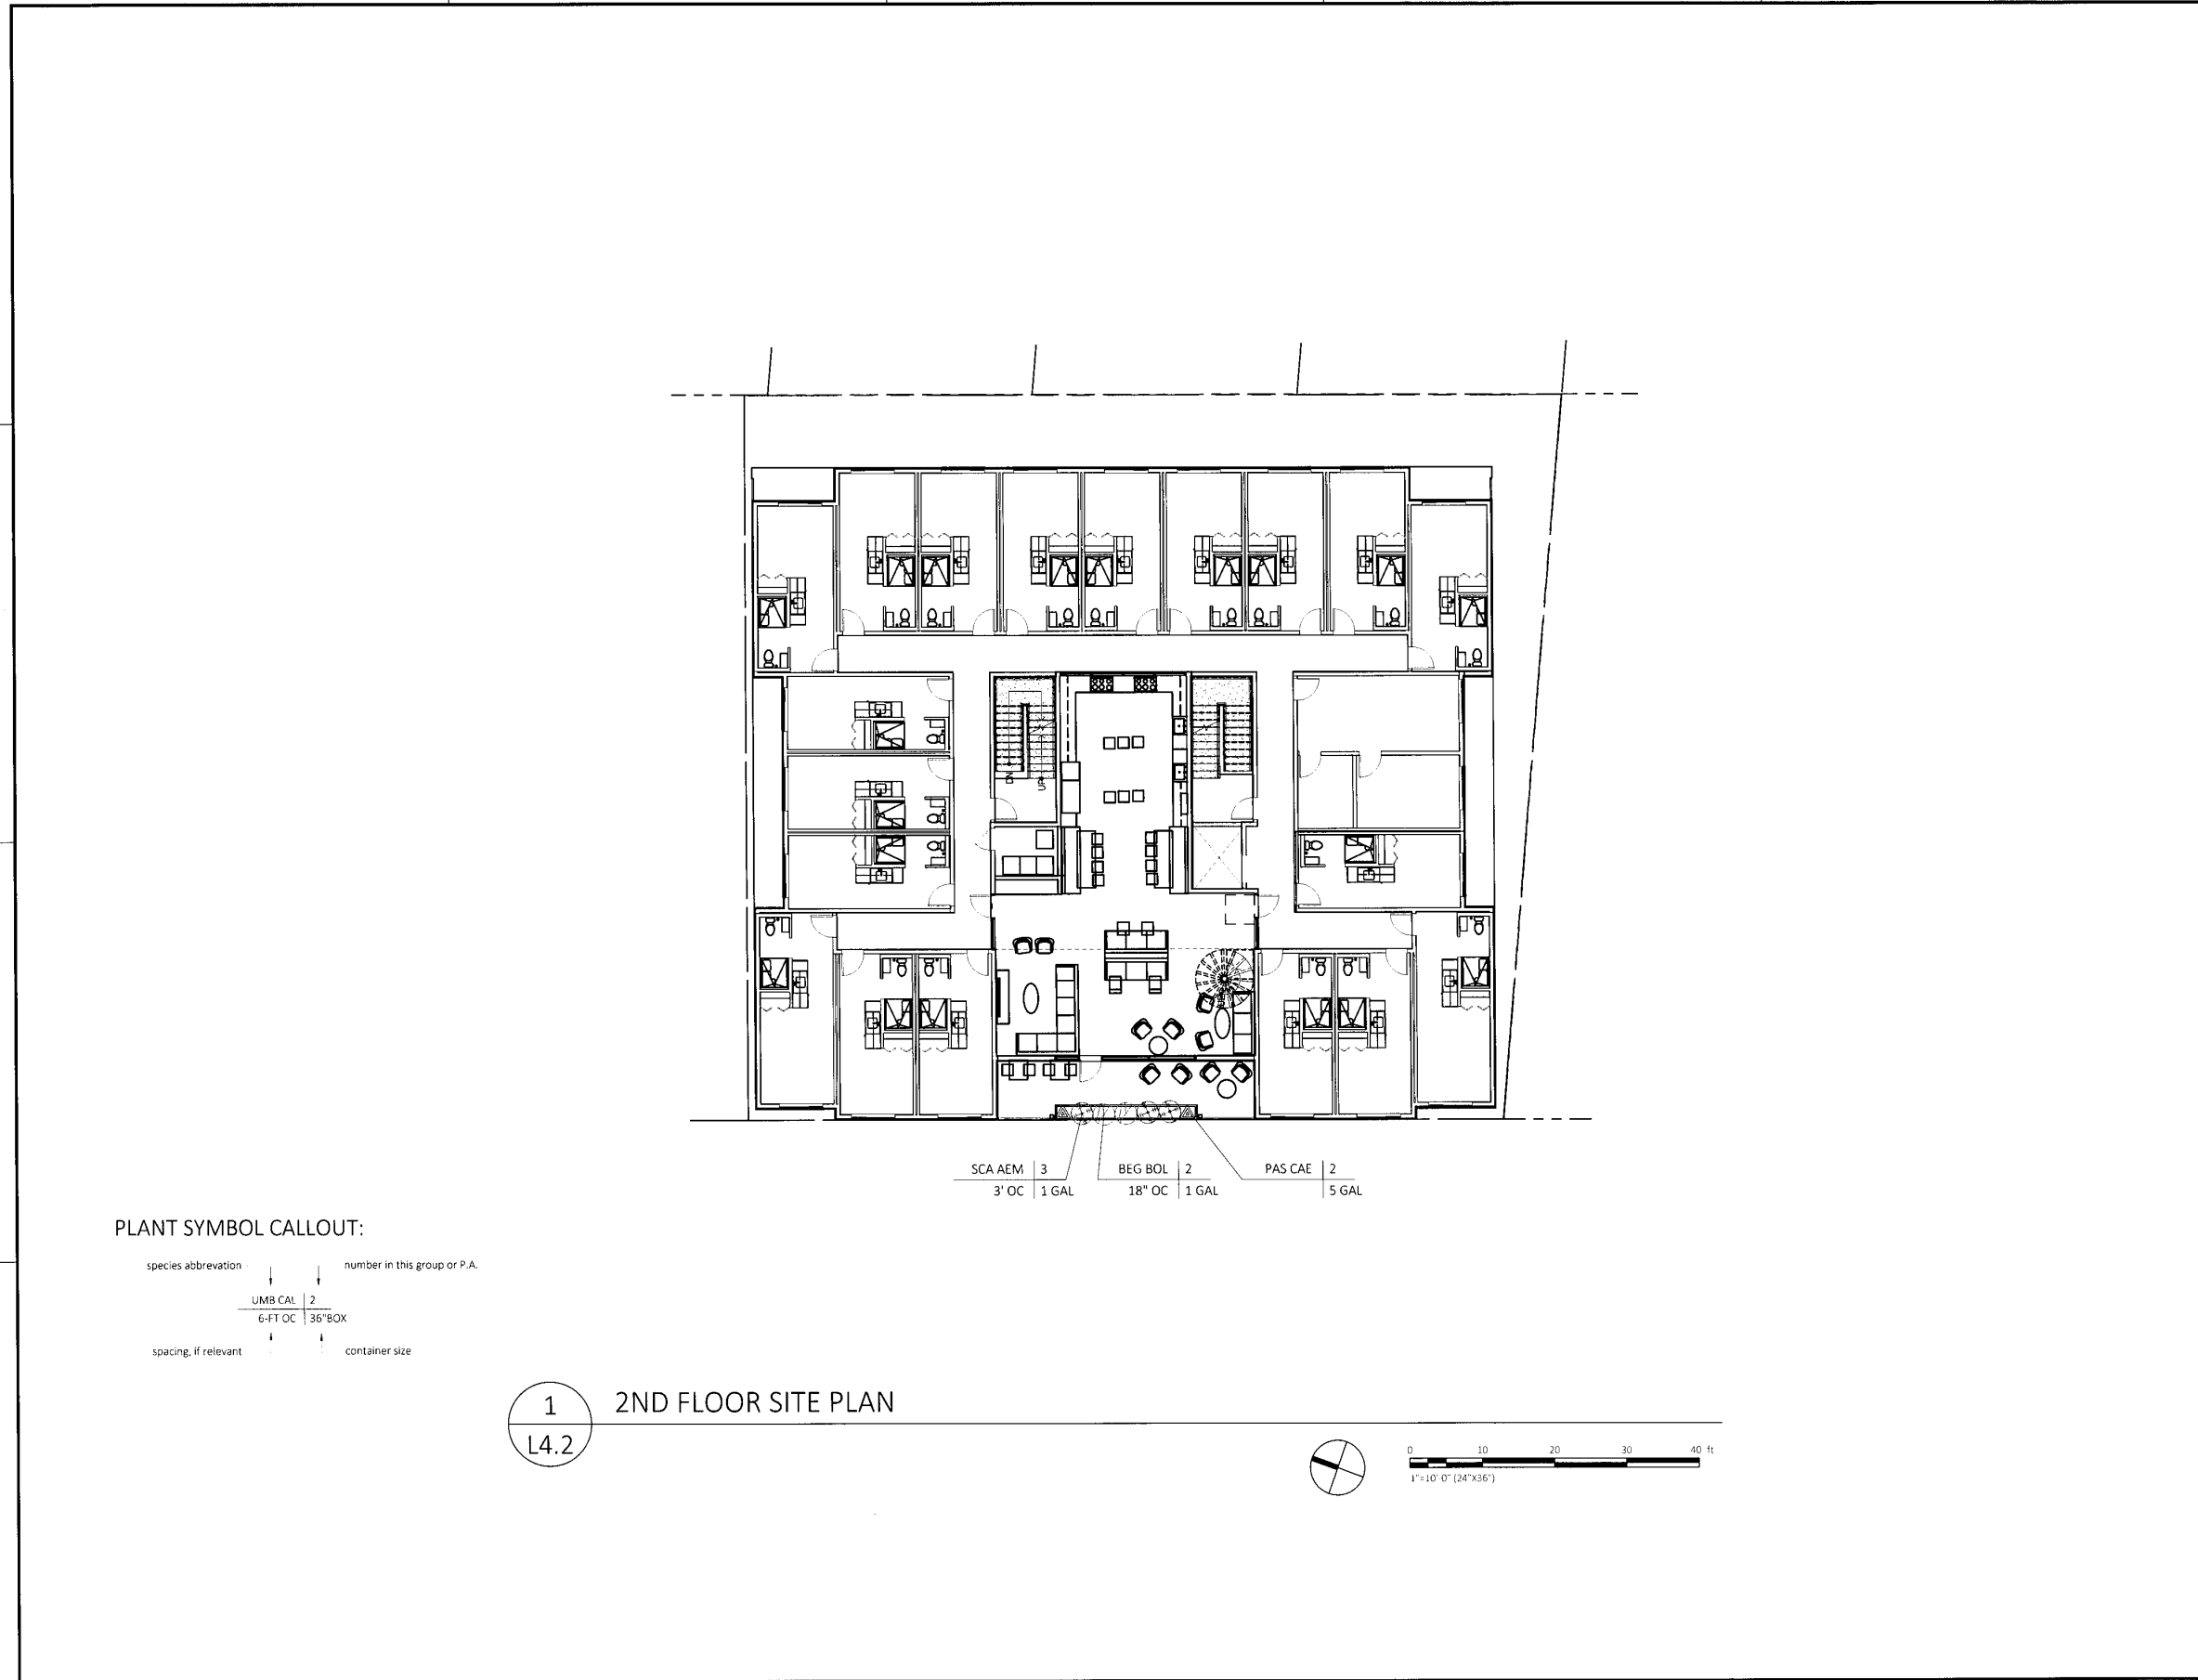 DN
UP
SCA AEM 3
3' OC 1 GAL
BEG BOL 2
18" OC 1 GAL
PAS CAE 2
5 GAL
PLANT SYMBOL CALLOUT:
species abbrevation
number in this group or P.A.
UMB CAL 2
6-FT OC 36"BOX
spacing, if relevant
container size
1
L4.2
2ND FLOOR SITE PLAN
0 10 20 30 40 ft
1"=10'-0" (24"X36")